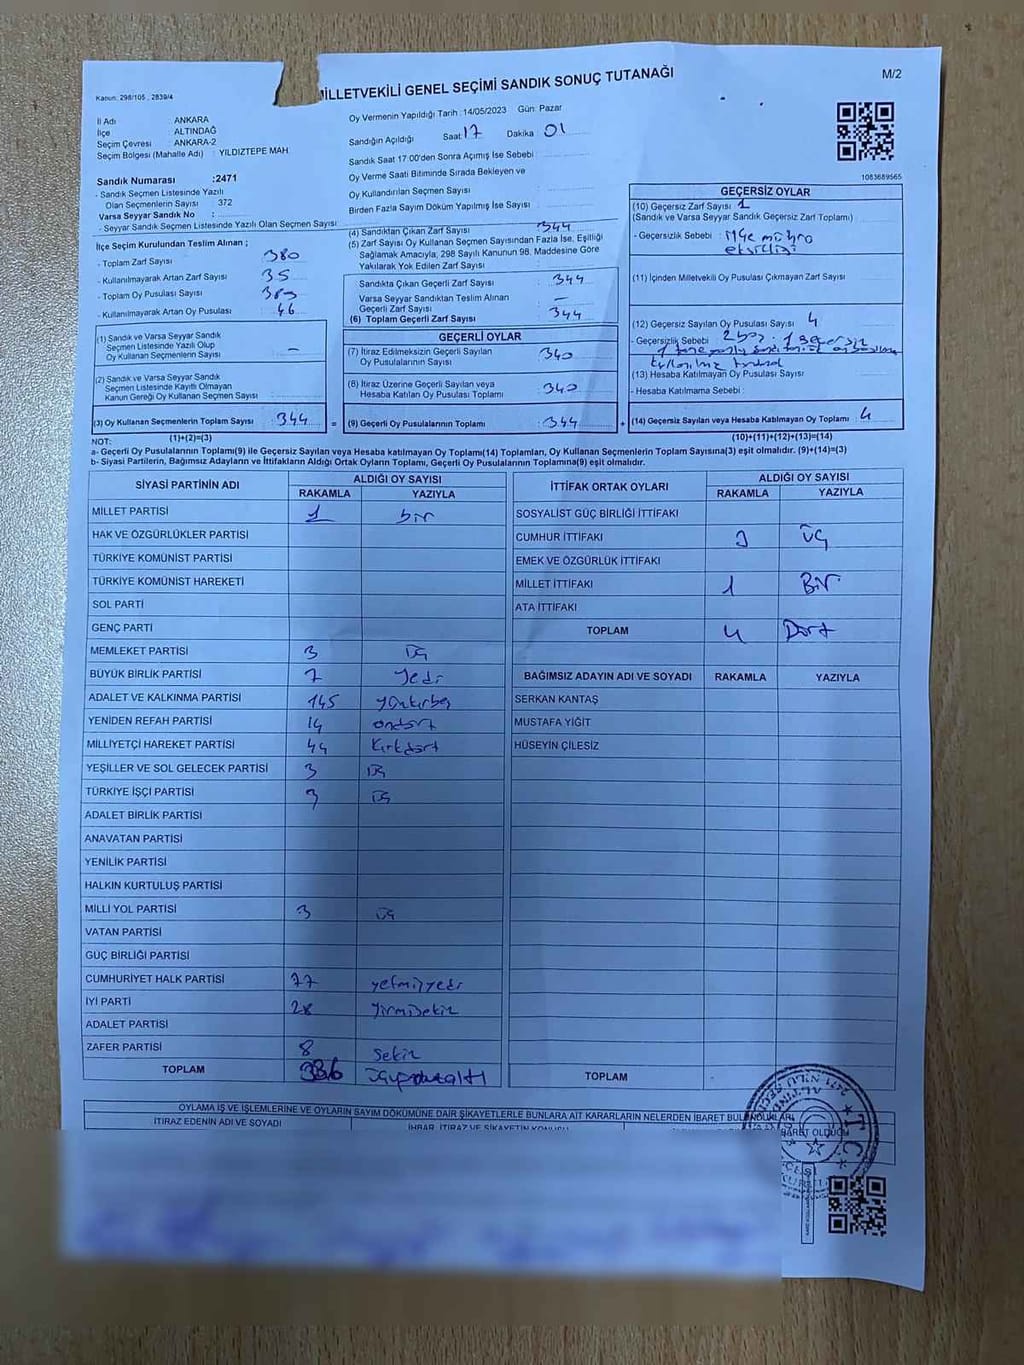 MİLLETVEKİLİ GENEL SEÇİMİ SANDIK SONUÇ TUTANAĞI
M/2
Kanun: 298/105 , 2839/4
İl Adı ANKARA
İlçe ALTINDAĞ
Seçim Çevresi ANKARA-2
Seçim Bölgesi (Mahalle Adı) : YILDIZTEPE MAH.
Sandık Numarası :2471
- Sandık Seçmen Listesinde Yazılı
Olan Seçmenlerin Sayısı : 372
Varsa Seyyar Sandık No :
- Seyyar Sandık Seçmen Listesinde Yazılı Olan Seçmen Sayısı
Oy Vermenin Yapıldığı Tarih : 14/05/2023 Gün: Pazar
Sandığın Açıldığı Saat: 17 Dakika 01
Sandık Saat 17:00'den Sonra Açımış İse Sebebi
Oy Verme Saati Bitiminde Sırada Bekleyen ve
Oy Kullandırılan Seçmen Sayısı
Birden Fazla Sayım Döküm Yapılmış İse Sayısı
1083689565
İlçe Seçim Kurulundan Teslim Alınan ;
- Toplam Zarf Sayısı 380
- Kullanılmayarak Artan Zarf Sayısı 35
- Toplam Oy Pusulası Sayısı
- Kullanılmayarak Artan Oy Pusulası 46
(1) Sandık ve Varsa Seyyar Sandık
Seçmen Listesinde Yazılı Olup
Oy Kullanan Seçmenlerin Sayısı : –
(2) Sandık ve Varsa Seyyar Sandık
Seçmen Listesinde Kayıtlı Olmayan
Kanun Gereği Oy Kullanan Seçmen Sayısı :
(3) Oy Kullanan Seçmenlerin Toplam Sayısı : 344
(1)+(2)=(3)
(4) Sandıktan Çıkan Zarf Sayısı 344
(5) Zarf Sayısı Oy Kullanan Seçmen Sayısından Fazla İse, Eşitliği
Sağlamak Amacıyla, 298 Sayılı Kanunun 98. Maddesine Göre
Yakılarak Yok Edilen Zarf Sayısı
Sandıkta Çıkan Geçerli Zarf Sayısı : 344
Varsa Seyyar Sandıktan Teslim Alınan
Geçerli Zarf Sayısı : –
(6) Toplam Geçerli Zarf Sayısı : 344
GEÇERLİ OYLAR
(7) İtiraz Edilmeksizin Geçerli Sayılan
Oy Pusulalarının Sayısı : 340
(8) İtiraz Üzerine Geçerli Sayılan veya
Hesaba Katılan Oy Pusulası Toplamı : 340
= (9) Geçerli Oy Pusulalarının Toplamı : 344
GEÇERSİZ OYLAR
(10) Geçersiz Zarf Sayısı 1
(Sandık ve Varsa Seyyar Sandık Geçersiz Zarf Toplamı)
- Geçersizlik Sebebi : İlçe mührü
eksikliği
(11) İçinden Milletvekili Oy Pusulası Çıkmayan Zarf Sayısı
(12) Geçersiz Sayılan Oy Pusulası Sayısı : 4
- Geçersizlik Sebebi 2 boş 1 geçersiz
(13) Hesaba Katılmayan Oy Pusulası Sayısı
- Hesaba Katılmama Sebebi :
+ (14) Geçersiz Sayılan veya Hesaba Katılmayan Oy Toplamı : 4
(10)+(11)+(12)+(13)=(14)
NOT:
a- Geçerli Oy Pusulalarının Toplamı(9) ile Geçersiz Sayılan veya Hesaba katılmayan Oy Toplamı(14) Toplamları, Oy Kullanan Seçmenlerin Toplam Sayısına(3) eşit olmalıdır. (9)+(14)=(3)
b- Siyasi Partilerin, Bağımsız Adayların ve İttifakların Aldığı Ortak Oyların Toplamı, Geçerli Oy Pusulalarının Toplamına(9) eşit olmalıdır.
SİYASİ PARTİNİN ADI ALDIĞI OY SAYISI
RAKAMLA YAZIYLA
MİLLET PARTİSİ 1 bir
HAK VE ÖZGÜRLÜKLER PARTİSİ
TÜRKİYE KOMÜNİST PARTİSİ
TÜRKİYE KOMÜNİST HAREKETİ
SOL PARTİ
GENÇ PARTİ
MEMLEKET PARTİSİ 3 üç
BÜYÜK BİRLİK PARTİSİ 7 yedi
ADALET VE KALKINMA PARTİSİ 145 yüzkırkbeş
YENİDEN REFAH PARTİSİ 14 ondört
MİLLİYETÇİ HAREKET PARTİSİ 44 kırkdört
YEŞİLLER VE SOL GELECEK PARTİSİ 3 üç
TÜRKİYE İŞÇİ PARTİSİ 3 üç
ADALET BİRLİK PARTİSİ
ANAVATAN PARTİSİ
YENİLİK PARTİSİ
HALKIN KURTULUŞ PARTİSİ
MİLLİ YOL PARTİSİ 3 üç
VATAN PARTİSİ
GÜÇ BİRLİĞİ PARTİSİ
CUMHURİYET HALK PARTİSİ 77 yetmişyedi
İYİ PARTİ 28 yirmisekiz
ADALET PARTİSİ
ZAFER PARTİSİ 8 sekiz
TOPLAM 336 üçyüzotuzaltı
İTTİFAK ORTAK OYLARI ALDIĞI OY SAYISI
RAKAMLA YAZIYLA
SOSYALİST GÜÇ BİRLİĞİ İTTİFAKI
CUMHUR İTTİFAKI 3 üç
EMEK VE ÖZGÜRLÜK İTTİFAKI
MİLLET İTTİFAKI 1 Bir
ATA İTTİFAKI
TOPLAM 4 Dört
BAĞIMSIZ ADAYIN ADI VE SOYADI RAKAMLA YAZIYLA
SERKAN KANTAŞ
MUSTAFA YİĞİT
HÜSEYİN ÇİLESİZ
TOPLAM
OYLAMA İŞ VE İŞLEMLERİNE VE OYLARIN SAYIM DÖKÜMÜNE DAİR ŞİKAYETLERLE BUNLARA AİT KARARLARIN NELERDEN İBARET BULUNDUKLARI
İTİRAZ EDENİN ADI VE SOYADI İHBAR, İTİRAZ VE ŞİKAYETİN KONUSU
T.C.